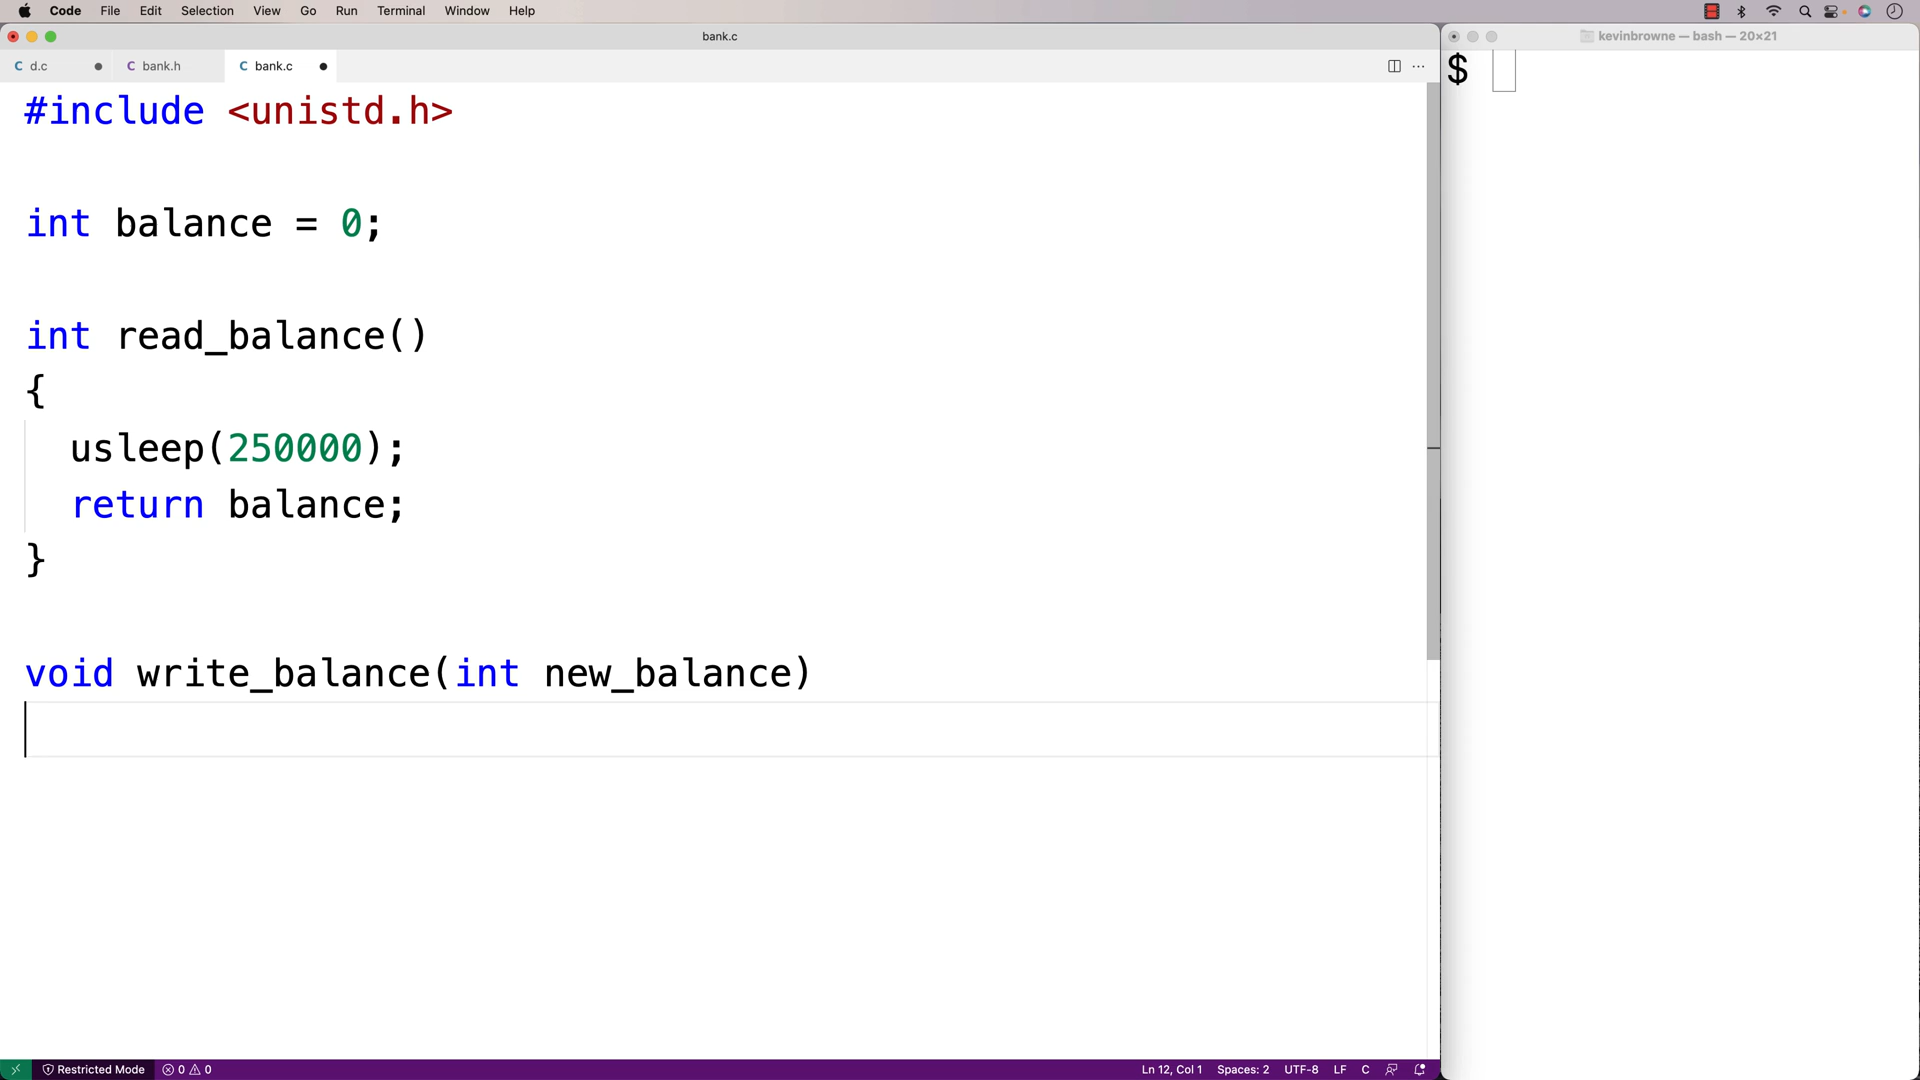 Code File Edit Selection View Go Run Terminal Window Help
bank.c
kevinbrowne — bash — 20×21
C d.c
C bank.h
C bank.c
$
#include <unistd.h>
int balance = 0;
int read_balance()
{
usleep(250000);
return balance;
}
void write_balance(int new_balance)
Restricted Mode 0 0
Ln 12, Col 1 Spaces: 2 UTF-8 LF C